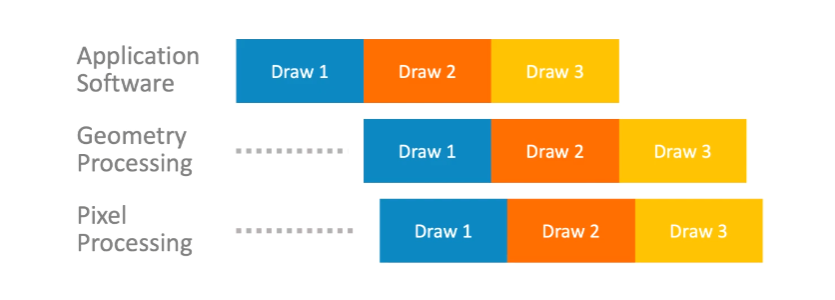 Application
Software
Draw 1 Draw 2 Draw 3
Geometry
Processing
Draw 1 Draw 2 Draw 3
Pixel
Processing
Draw 1 Draw 2 Draw 3